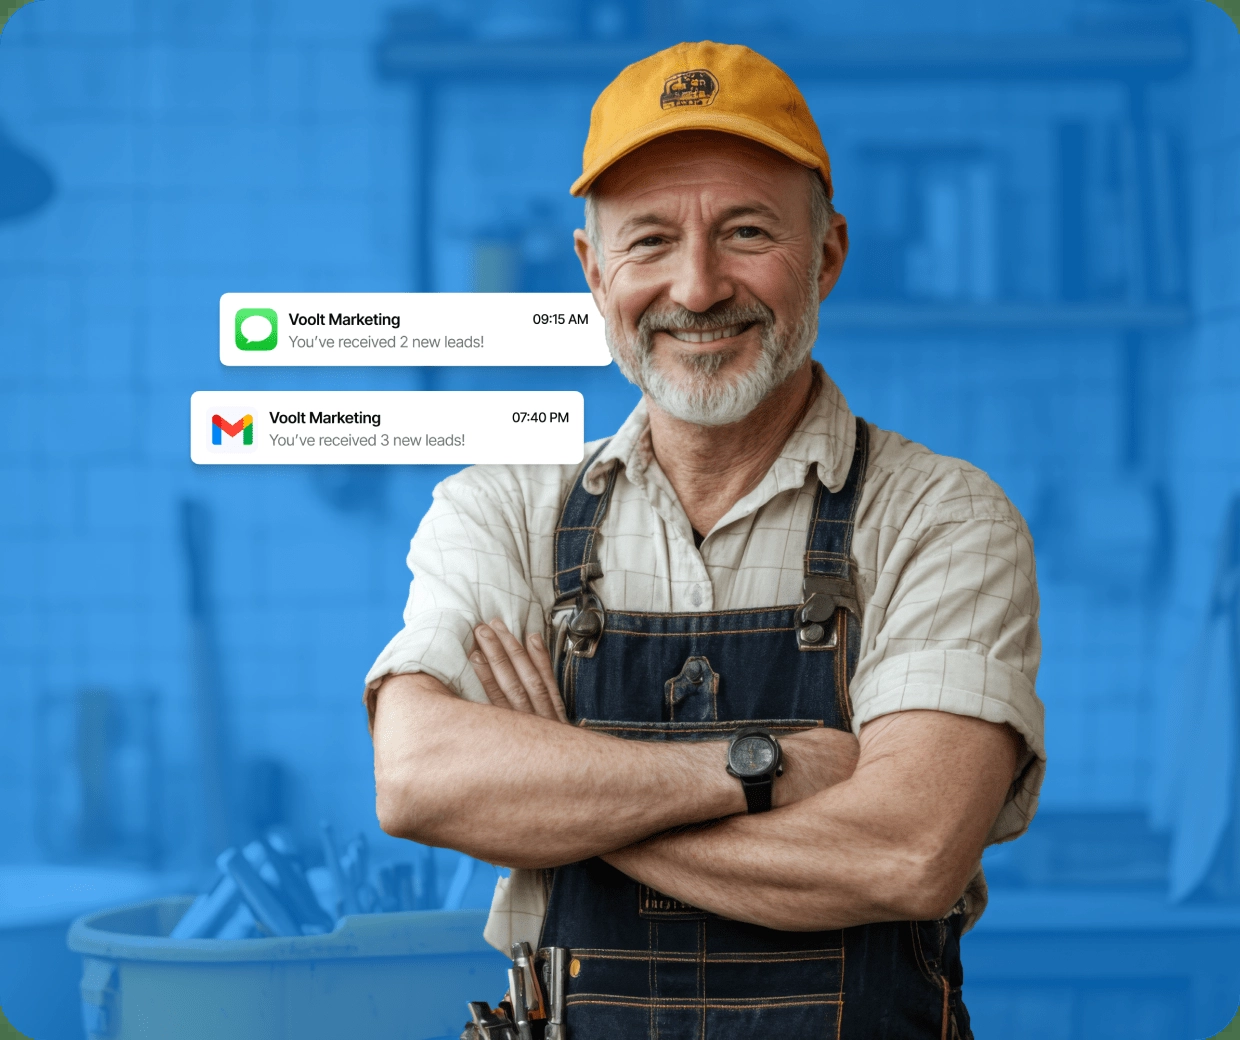 Voolt Marketing 09:15 AM
You've received 2 new leads!
Voolt Marketing 07:40 PM
You've received 3 new leads!